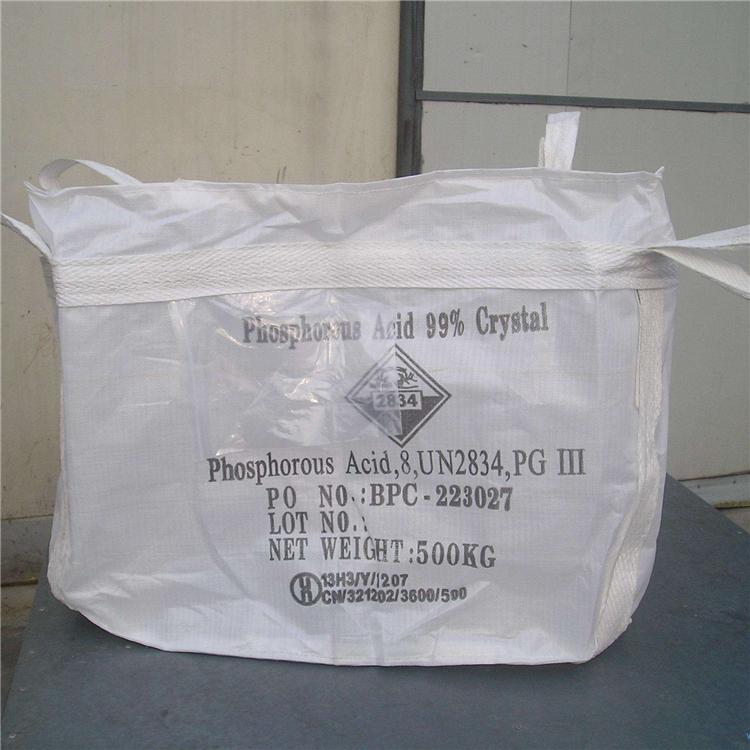 Phosphorous Acid 99% Crystal
2834
Phosphorous Acid,8,UN2834,PG III
PO NO.:BPC-223027
LOT NO.:
NET WEIGHT:500KG
13H3/Y/1207
CN/321202/3600/500